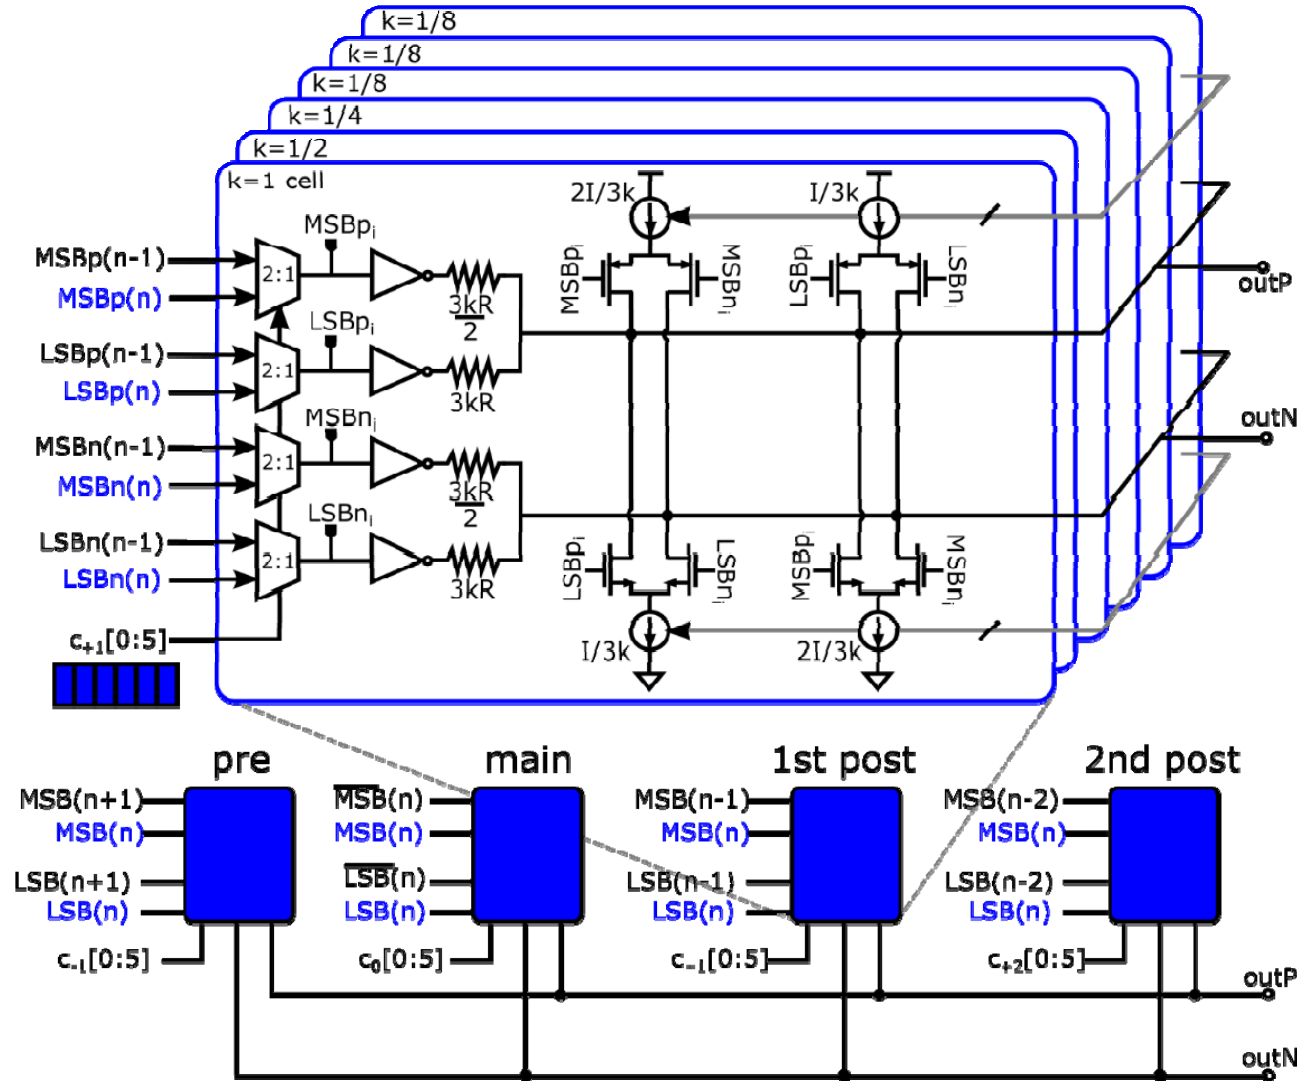 k=1/8
k=1/8
k=1/8
k=1/4
k=1/2
k=1 cell
2I/3k
I/3k
MSBp(n-1)
MSBp(n)
LSBp(n-1)
LSBp(n)
MSBn(n-1)
MSBn(n)
LSBn(n-1)
LSBn(n)
c+1[0:5]
2:1
2:1
2:1
2:1
MSBpi
LSBpi
MSBni
LSBni
3kR
2
3kR
3kR
2
3kR
MSBpi
MSBni
LSBpi
LSBni
LSBpi
LSBni
MSBpi
MSBni
I/3k
2I/3k
outP
outN
pre
main
1st post
2nd post
MSB(n+1)
MSB(n)
LSB(n+1)
LSB(n)
c-1[0:5]
M̅S̅B̅(n)
MSB(n)
L̅S̅B̅(n)
LSB(n)
c0[0:5]
MSB(n-1)
MSB(n)
LSB(n-1)
LSB(n)
c-1[0:5]
MSB(n-2)
MSB(n)
LSB(n-2)
LSB(n)
c+2[0:5]
outP
outN